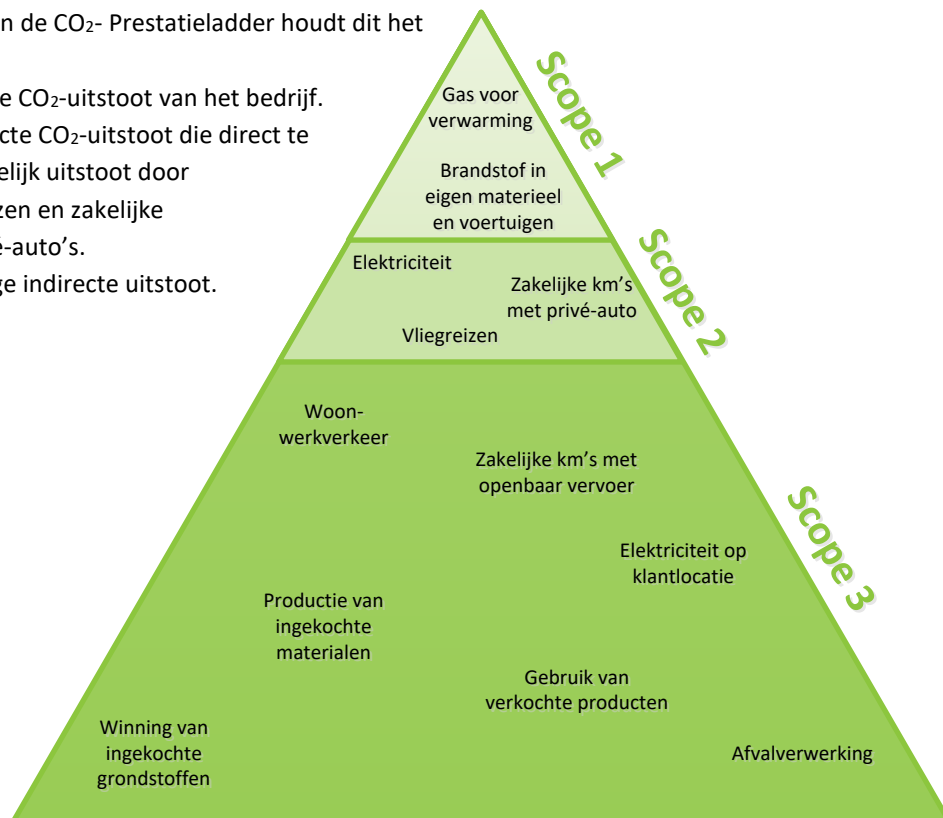 n de CO₂- Prestatieladder houdt dit het
e CO₂-uitstoot van het bedrijf.
cte CO₂-uitstoot die direct te
elijk uitstoot door
zen en zakelijke
é-auto's.
ge indirecte uitstoot.
Scope 1
Gas voor
verwarming
Brandstof in
eigen materieel
en voertuigen
Scope 2
Elektriciteit
Zakelijke km's
met privé-auto
Vliegreizen
Scope 3
Woon-
werkverkeer
Zakelijke km's met
openbaar vervoer
Elektriciteit op
klantlocatie
Productie van
ingekochte
materialen
Gebruik van
verkochte producten
Winning van
ingekochte
grondstoffen
Afvalverwerking